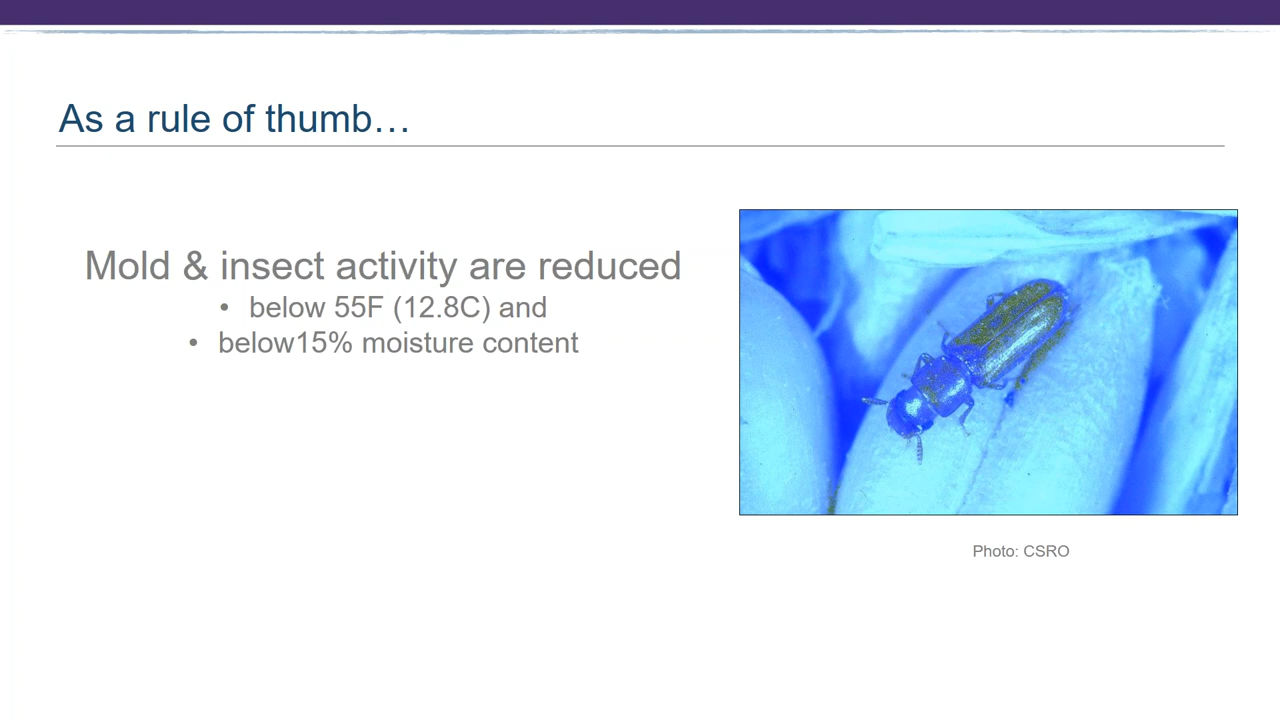 As a rule of thumb…
Mold & insect activity are reduced
• below 55F (12.8C) and
• below15% moisture content
Photo: CSRO